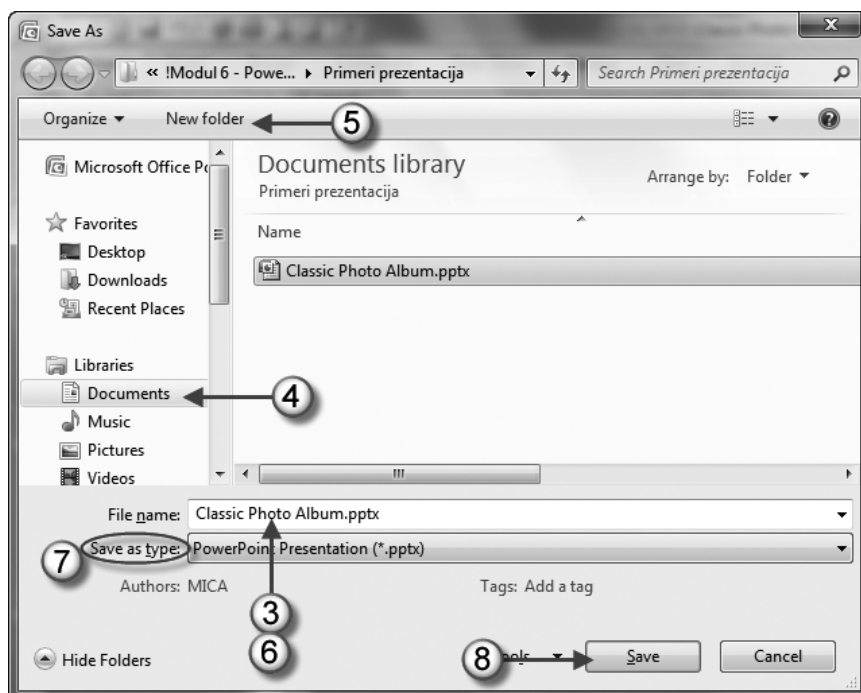 Save As
« !Modul 6 - Powe... ▸ Primeri prezentacija
Search Primeri prezentacija
Organize ▾ New folder
5
Microsoft Office Po
Documents library
Primeri prezentacija
Arrange by: Folder ▾
Favorites
Name
Desktop
Classic Photo Album.pptx
Downloads
Recent Places
Libraries
Documents
4
Music
Pictures
Videos
File name: Classic Photo Album.pptx
7
Save as type: PowerPoint Presentation (*.pptx)
Authors: MICA
Tags: Add a tag
3
6
Hide Folders
8
Save
Cancel